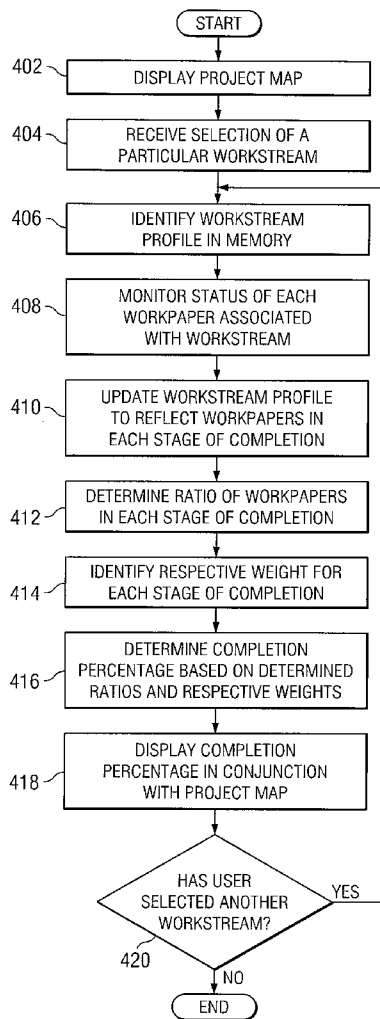 START
402
DISPLAY PROJECT MAP
404
RECEIVE SELECTION OF A
PARTICULAR WORKSTREAM
406
IDENTIFY WORKSTREAM
PROFILE IN MEMORY
408
MONITOR STATUS OF EACH
WORKPAPER ASSOCIATED
WITH WORKSTREAM
410
UPDATE WORKSTREAM PROFILE
TO REFLECT WORKPAPERS IN
EACH STAGE OF COMPLETION
412
DETERMINE RATIO OF WORKPAPERS
IN EACH STAGE OF COMPLETION
414
IDENTIFY RESPECTIVE WEIGHT FOR
EACH STAGE OF COMPLETION
416
DETERMINE COMPLETION
PERCENTAGE BASED ON DETERMINED
RATIOS AND RESPECTIVE WEIGHTS
418
DISPLAY COMPLETION
PERCENTAGE IN CONJUNCTION
WITH PROJECT MAP
HAS USER
SELECTED ANOTHER
WORKSTREAM?
YES
420
NO
END